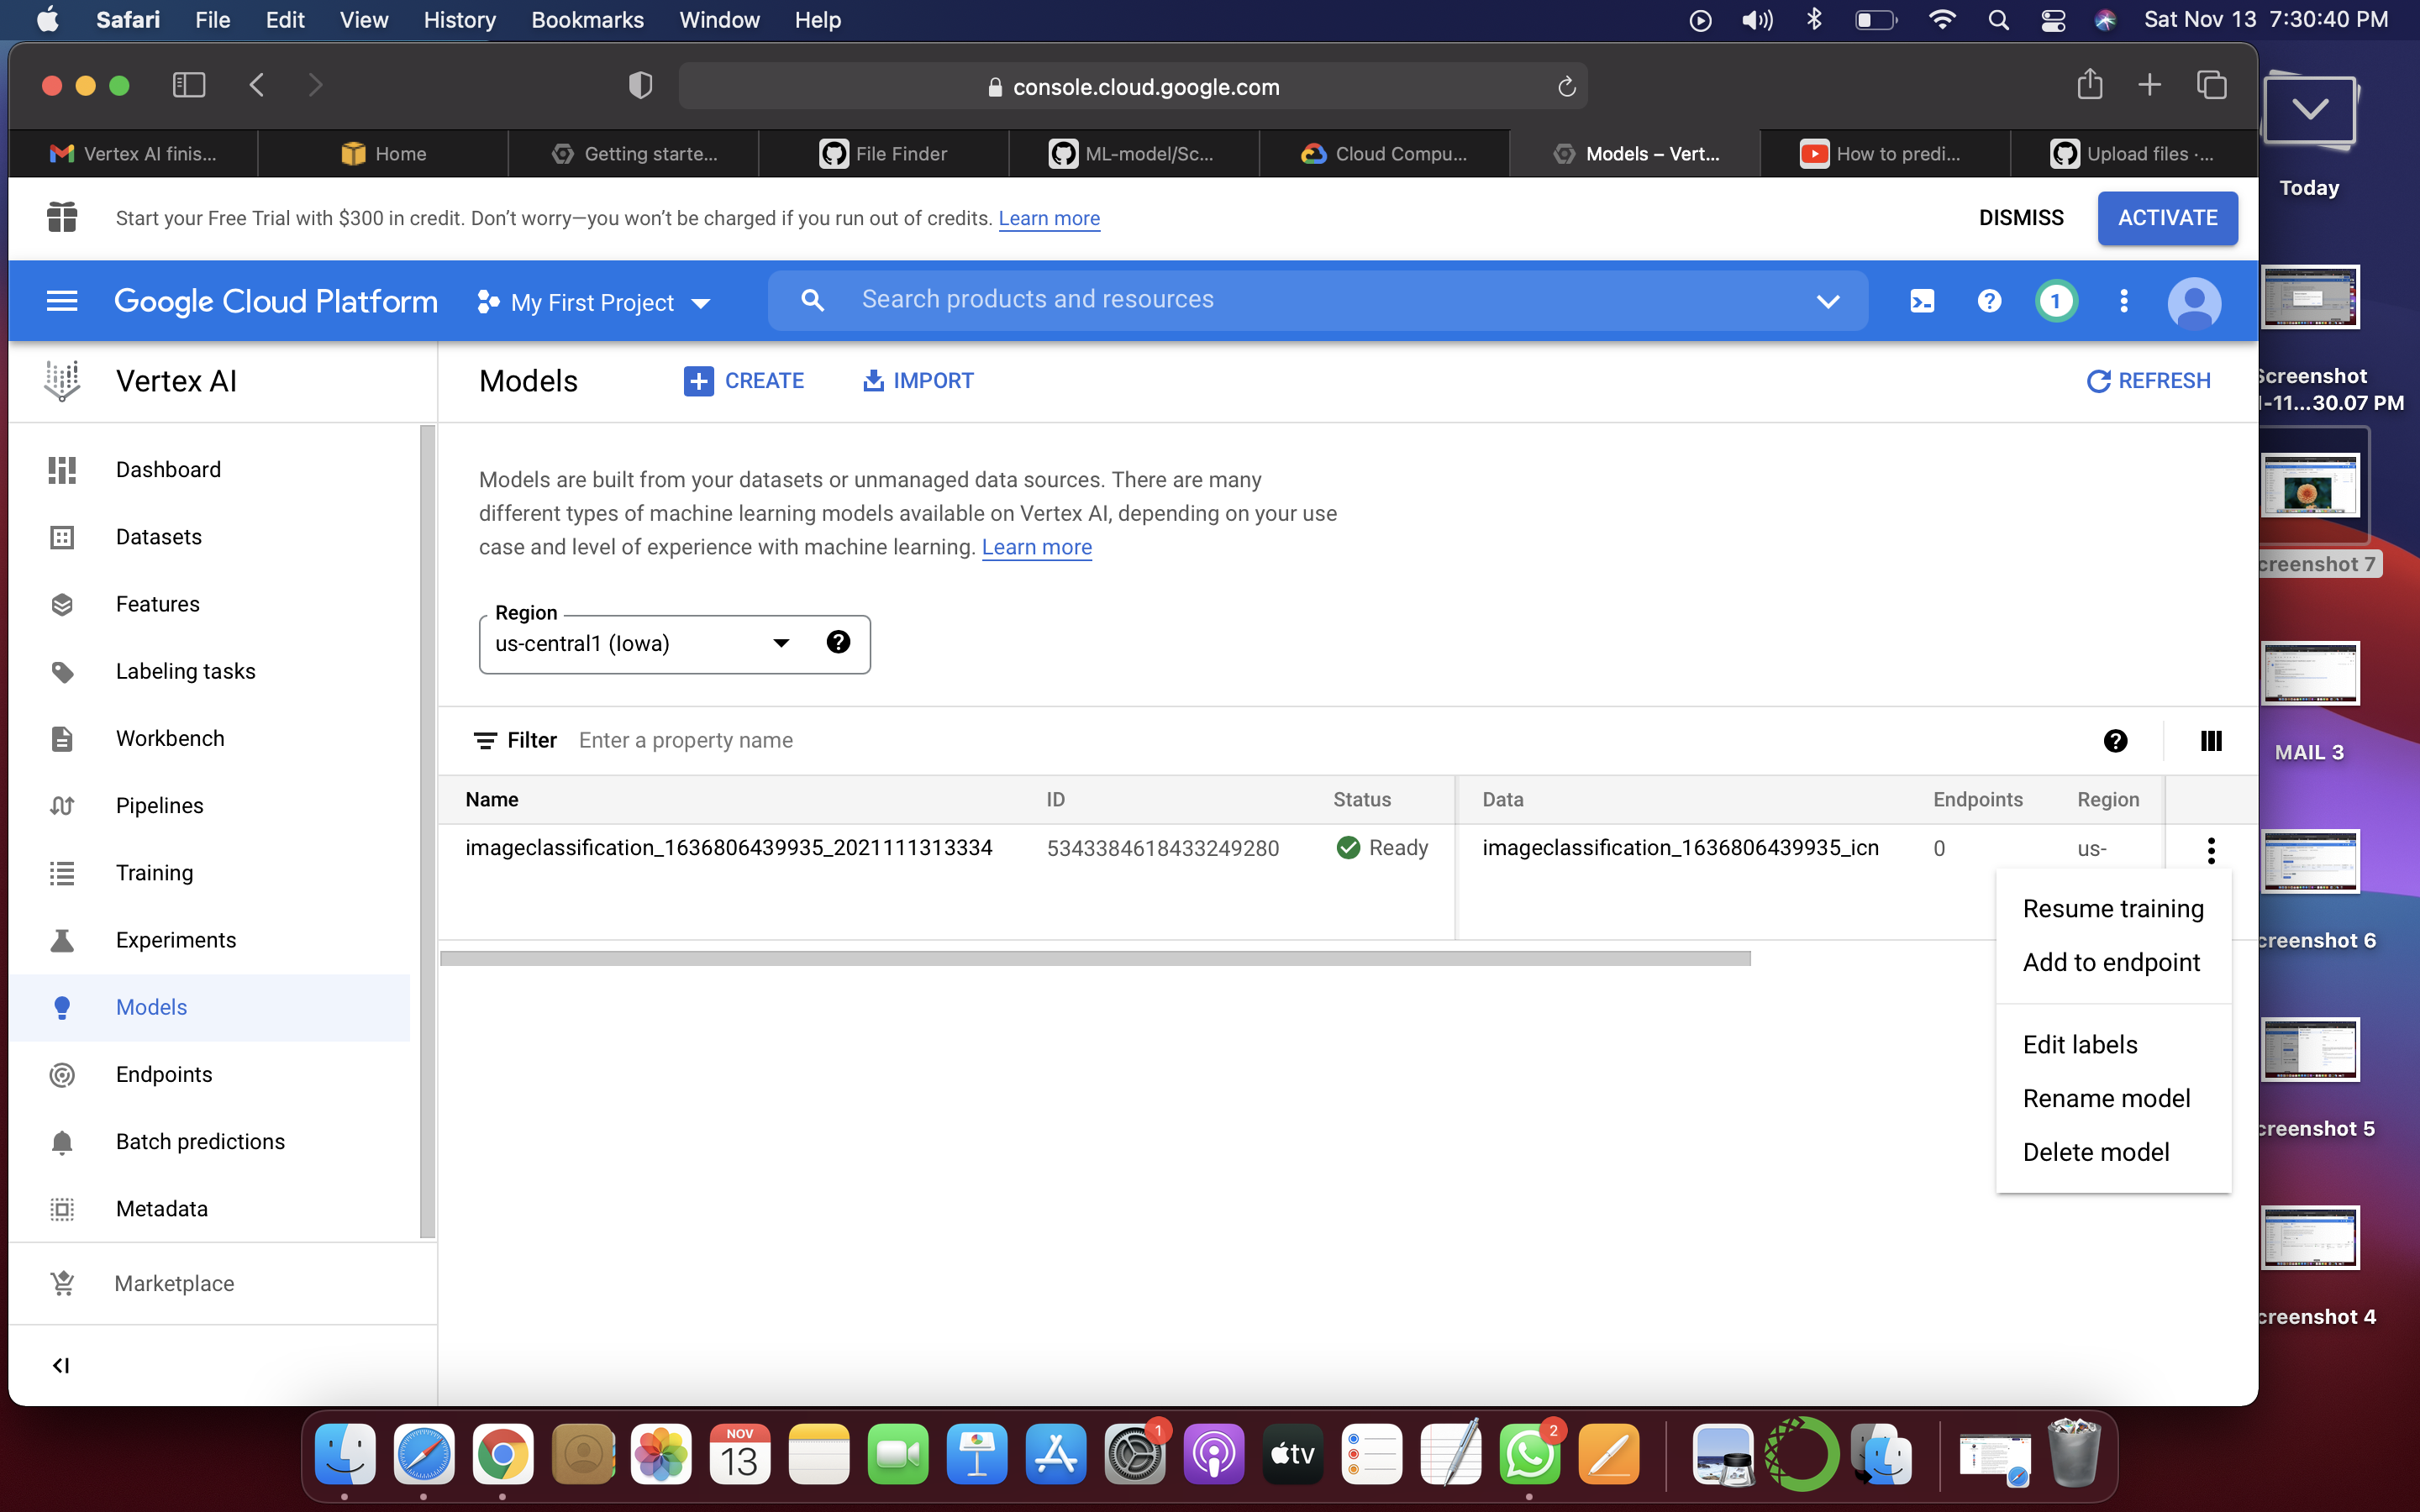 Safari File Edit View History Bookmarks Window Help
Sat Nov 13 7:30:40 PM
console.cloud.google.com
Vertex AI finis...
Home
Getting starte...
File Finder
ML-model/Sc...
Cloud Compu...
Models – Vert...
How to predi...
Upload files ·...
Start your Free Trial with $300 in credit. Don't worry—you won't be charged if you run out of credits. Learn more
DISMISS
ACTIVATE
Google Cloud Platform
My First Project
Search products and resources
1
Vertex AI
Models
CREATE
IMPORT
REFRESH
Dashboard
Datasets
Features
Labeling tasks
Workbench
Pipelines
Training
Experiments
Models
Endpoints
Batch predictions
Metadata
Marketplace
Models are built from your datasets or unmanaged data sources. There are many
different types of machine learning models available on Vertex AI, depending on your use
case and level of experience with machine learning. Learn more
Region
us-central1 (Iowa)
Filter Enter a property name
Name ID Status Data Endpoints Region
imageclassification_1636806439935_2021111313334 5343384618433249280 Ready imageclassification_1636806439935_icn 0 us-
Resume training
Add to endpoint
Edit labels
Rename model
Delete model
Today
Screenshot
-11...30.07 PM
creenshot 7
MAIL 3
creenshot 6
creenshot 5
creenshot 4
NOV
13
1
tv
2